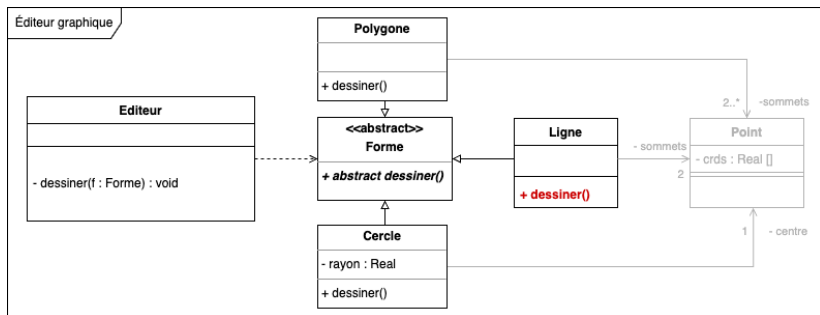 Éditeur graphique
Polygone
+ dessiner()
2..*
-sommets
Editeur
- dessiner(f : Forme) : void
<<abstract>>
Forme
+ abstract dessiner()
Ligne
+ dessiner()
- sommets
2
Point
- crds : Real []
Cercle
- rayon : Real
+ dessiner()
1
- centre